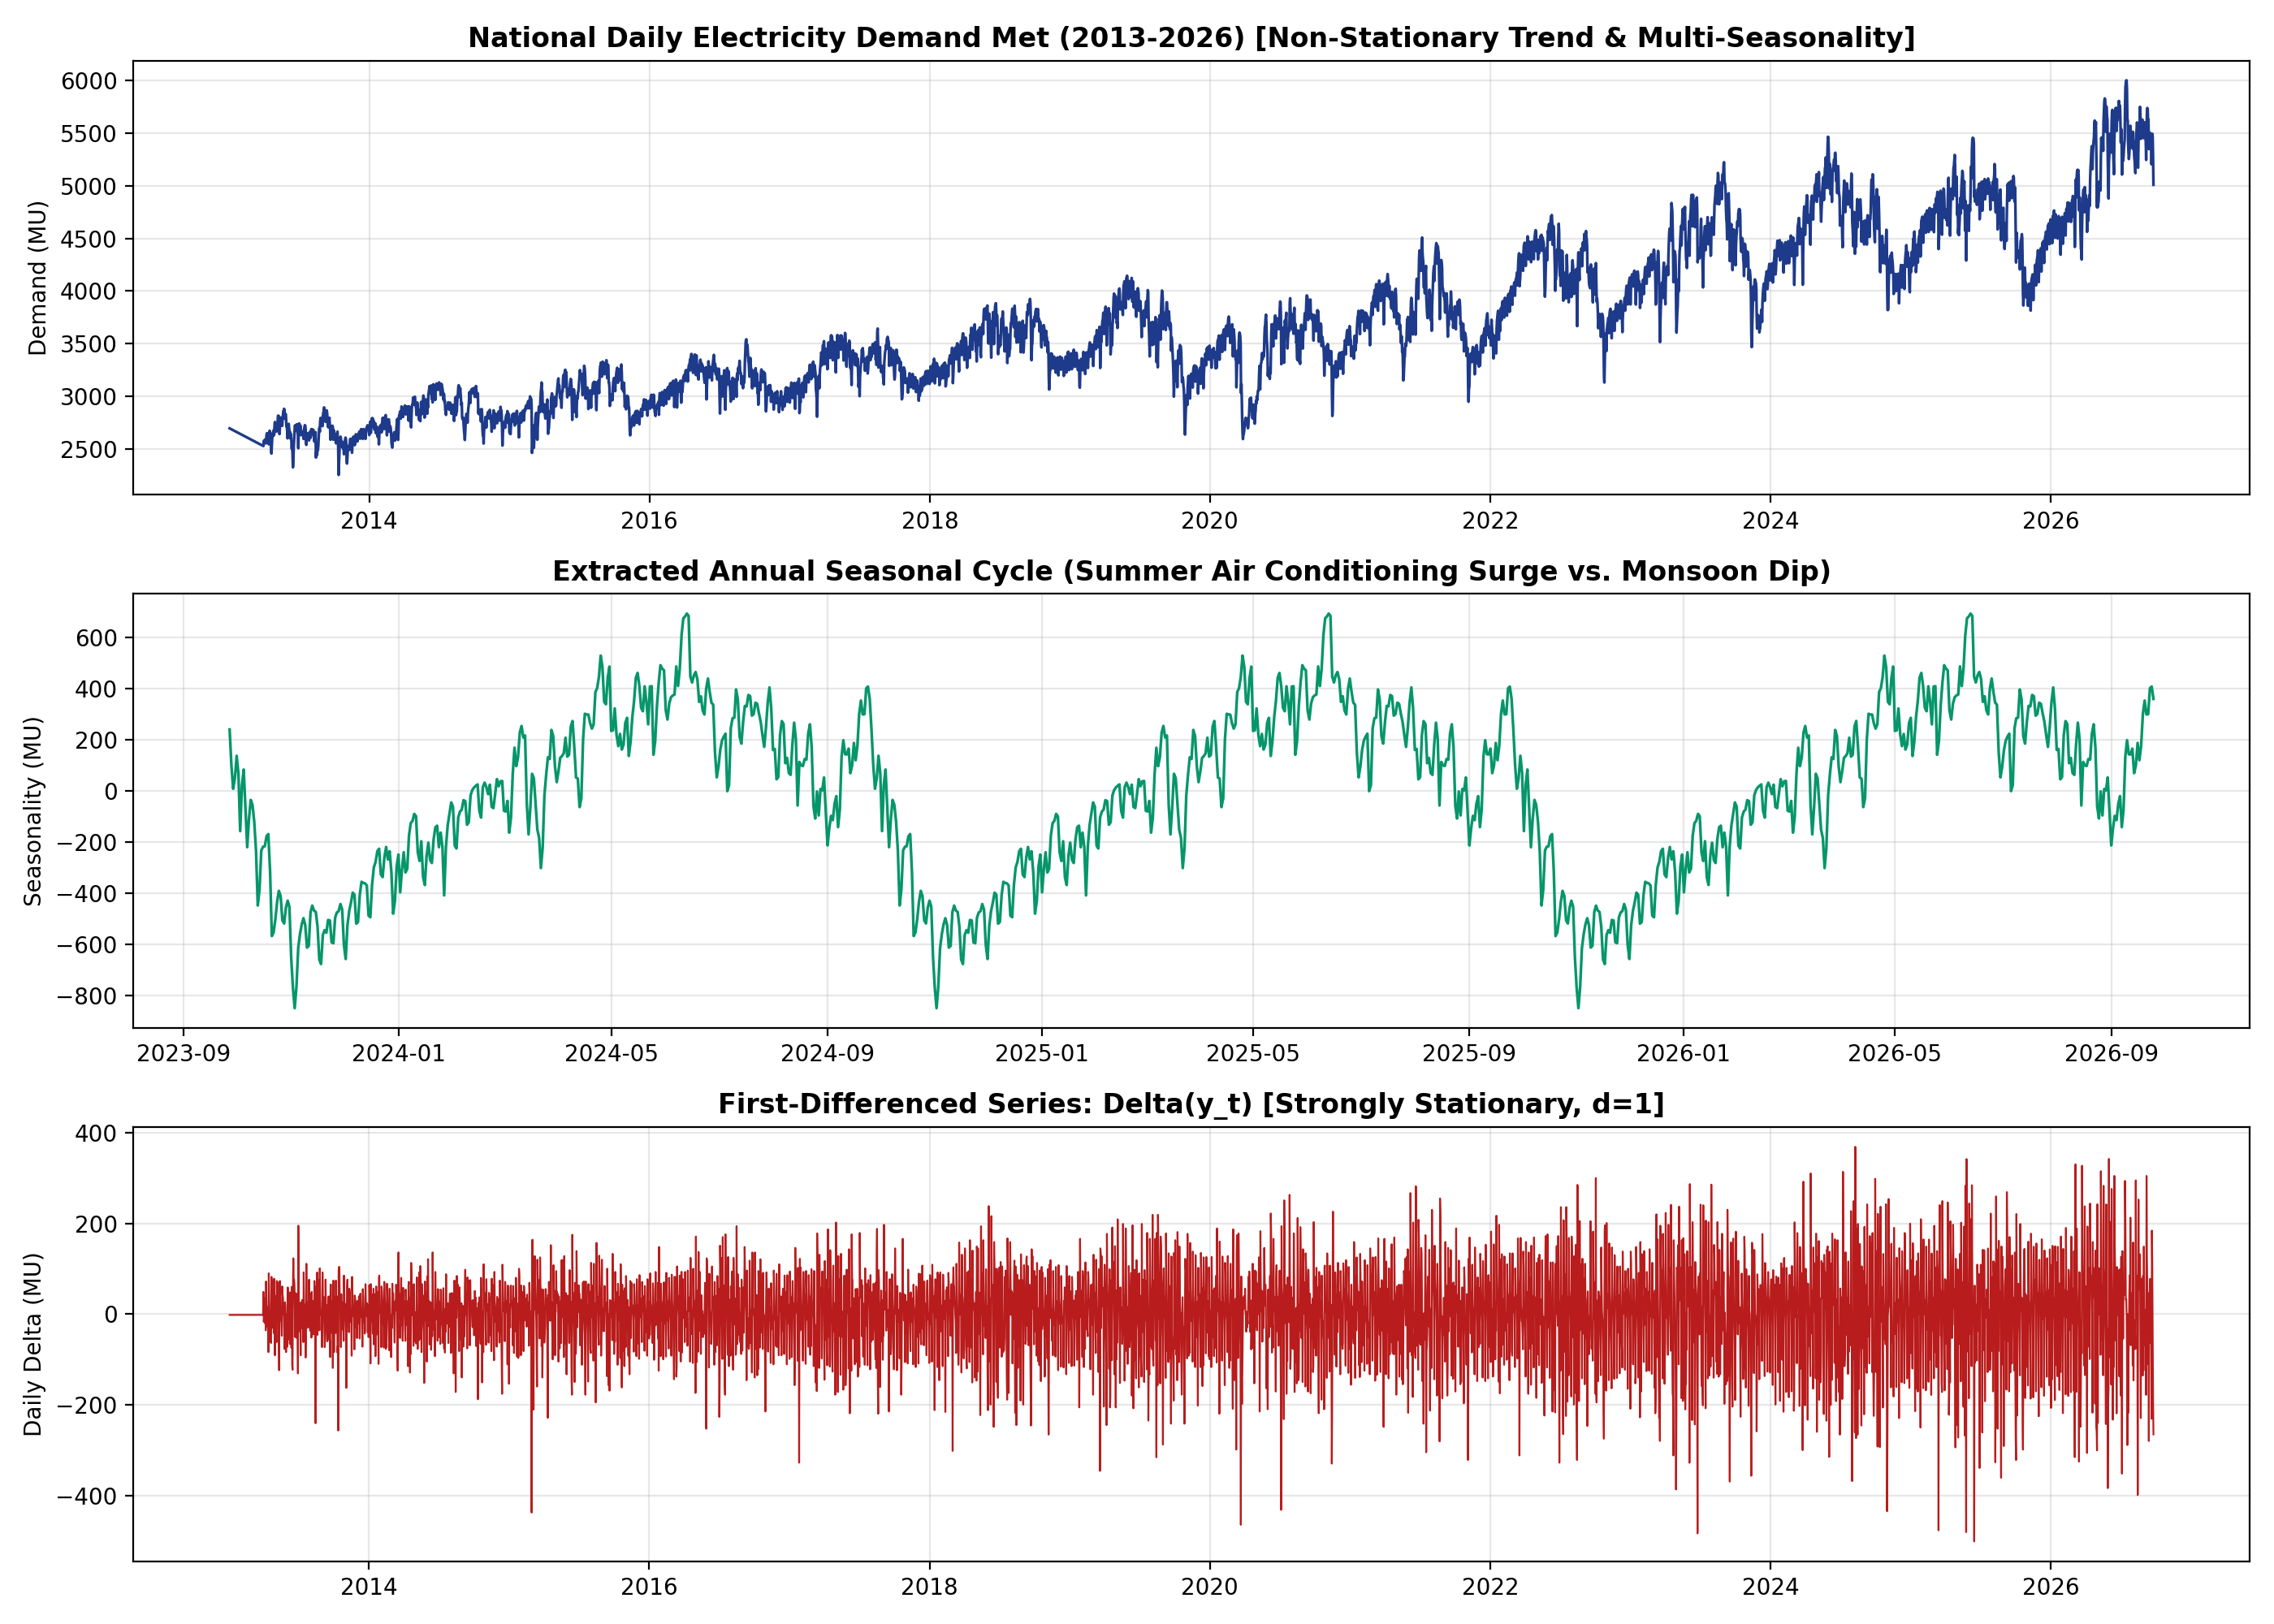 National Daily Electricity Demand Met (2013-2026) [Non-Stationary Trend & Multi-Seasonality]
Demand (MU)
6000
5500
5000
4500
4000
3500
3000
2500
2014 2016 2018 2020 2022 2024 2026
Extracted Annual Seasonal Cycle (Summer Air Conditioning Surge vs. Monsoon Dip)
Seasonality (MU)
600
400
200
0
−200
−400
−600
−800
2023-09 2024-01 2024-05 2024-09 2025-01 2025-05 2025-09 2026-01 2026-05 2026-09
First-Differenced Series: Delta(y_t) [Strongly Stationary, d=1]
Daily Delta (MU)
400
200
0
−200
−400
2014 2016 2018 2020 2022 2024 2026